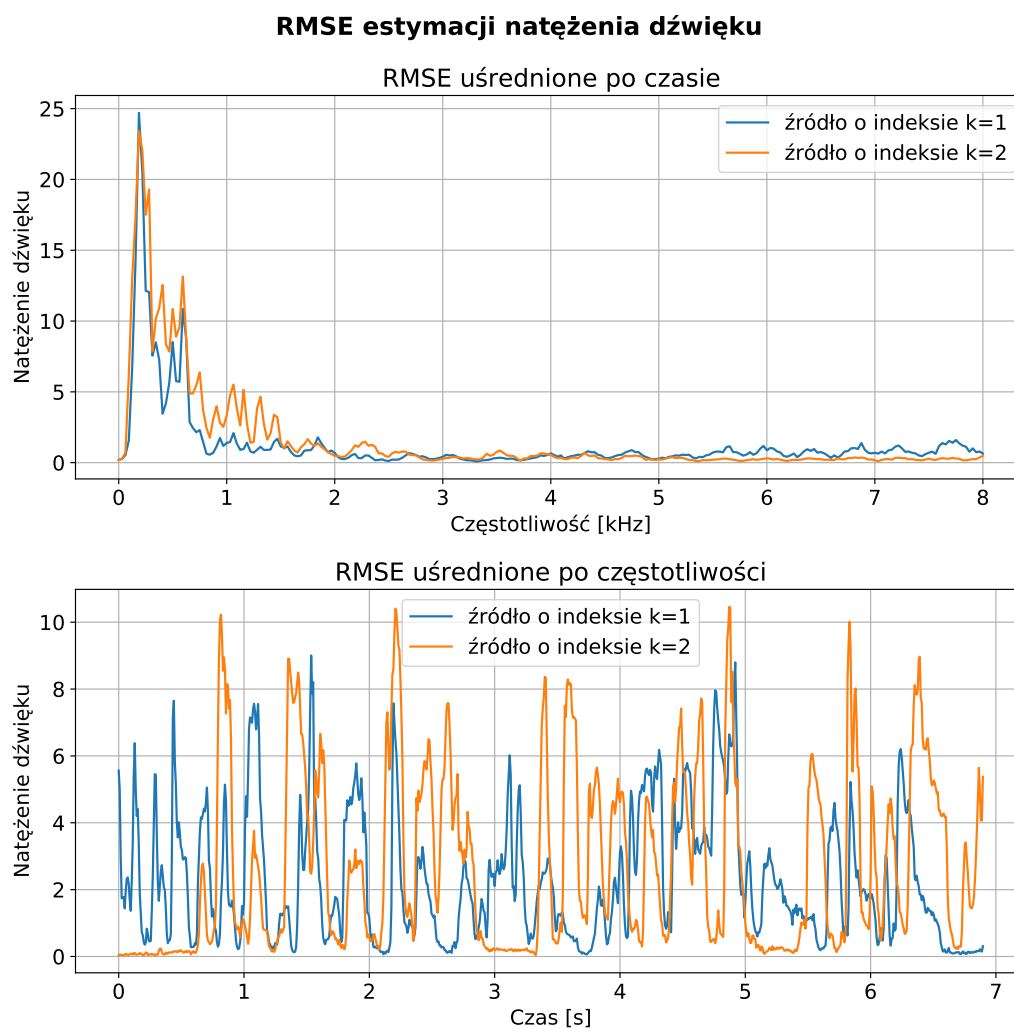 RMSE estymacji natężenia dźwięku
RMSE uśrednione po czasie
źródło o indeksie k=1
źródło o indeksie k=2
Natężenie dźwięku
25
20
15
10
5
0
0 1 2 3 4 5 6 7 8
Częstotliwość [kHz]
RMSE uśrednione po częstotliwości
źródło o indeksie k=1
źródło o indeksie k=2
Natężenie dźwięku
10
8
6
4
2
0
0 1 2 3 4 5 6 7
Czas [s]